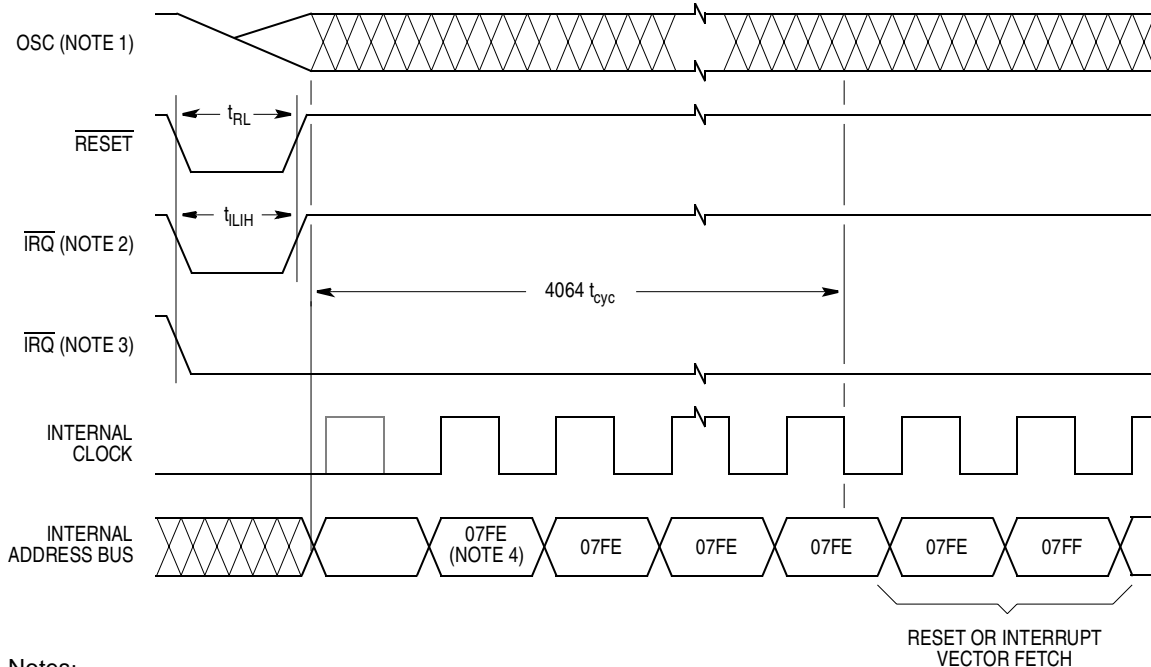 OSC (NOTE 1)
tRL
RESET
tILIH
IRQ (NOTE 2)
4064 tcyc
IRQ (NOTE 3)
INTERNAL
CLOCK
INTERNAL
ADDRESS BUS
07FE
(NOTE 4)
07FE
07FE
07FE
07FE
07FF
RESET OR INTERRUPT
VECTOR FETCH
Notes: